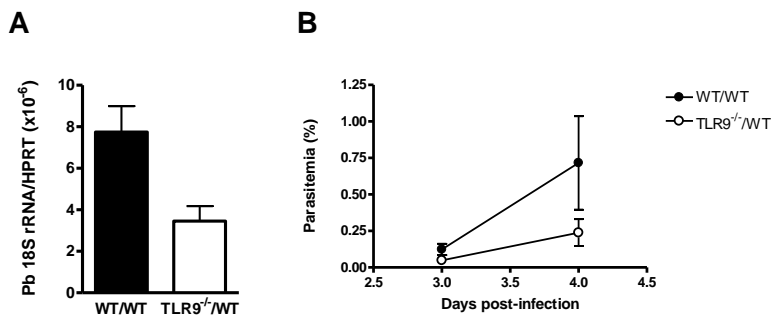 A
B
Pb 18S rRNA/HPRT (x10⁻⁶)
10
8
6
4
2
0
WT/WT TLR9⁻/⁻/WT
Parasitemia (%)
1.25
1.00
0.75
0.50
0.25
0.00
2.5 3.0 3.5 4.0 4.5
Days post-infection
WT/WT
TLR9⁻/⁻/WT